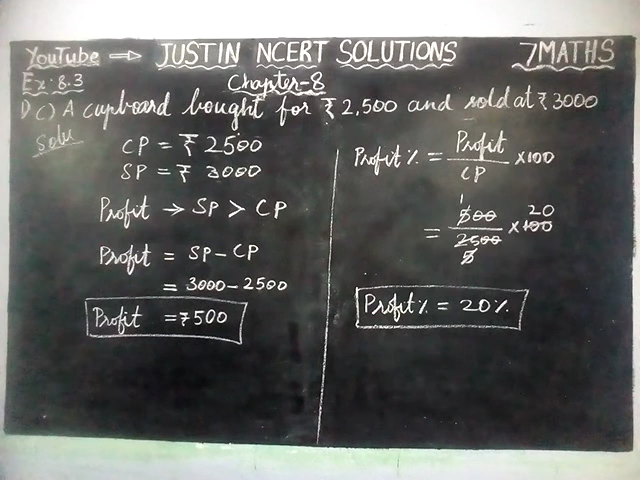 YouTube ⇒ JUSTIN NCERT SOLUTIONS 7MATHS
Ex: 8.3 Chapter-8
1) C) A cupboard bought for ₹ 2,500 and sold at ₹ 3000
Solu
CP = ₹ 2500
SP = ₹ 3000
Profit → SP > CP
Profit = SP - CP
= 3000 - 2500
Profit = ₹500
Profit % = Profit / CP × 100
= 500 / 2500 × 100
1 20
5
Profit % = 20%